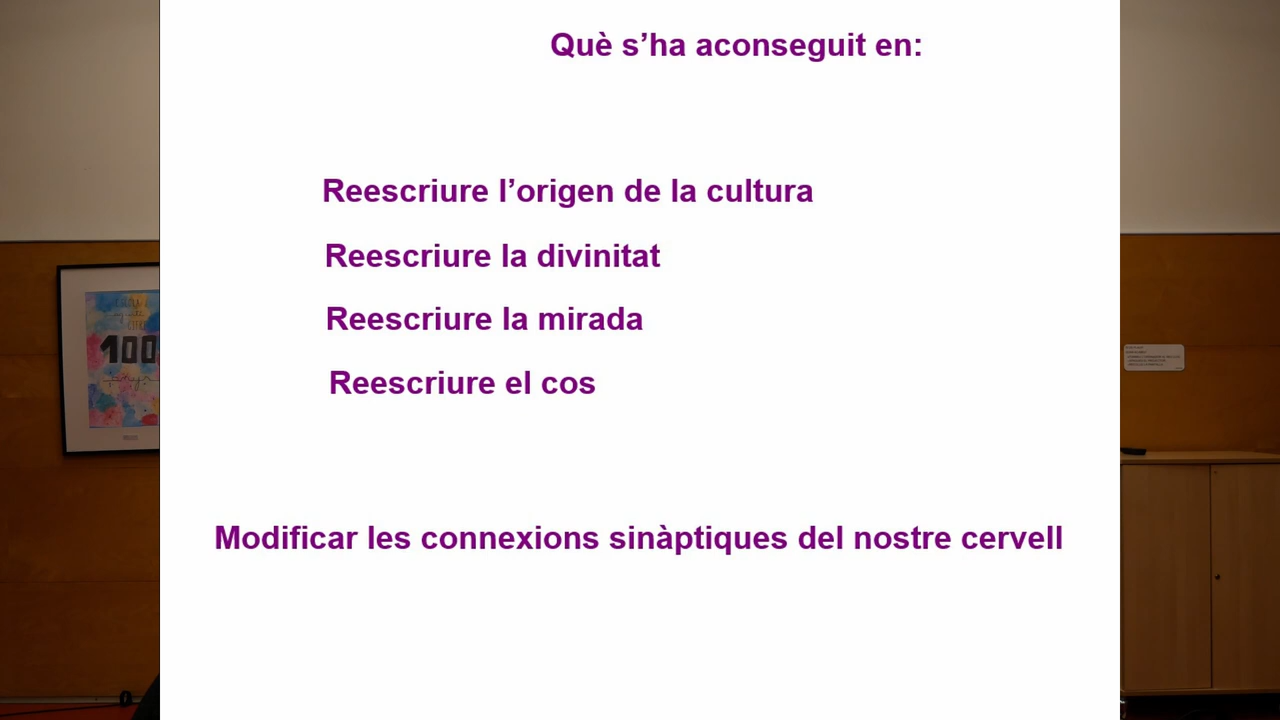 Què s’ha aconseguit en:
Reescriure l’origen de la cultura
Reescriure la divinitat
Reescriure la mirada
Reescriure el cos
Modificar les connexions sinàptiques del nostre cervell
100